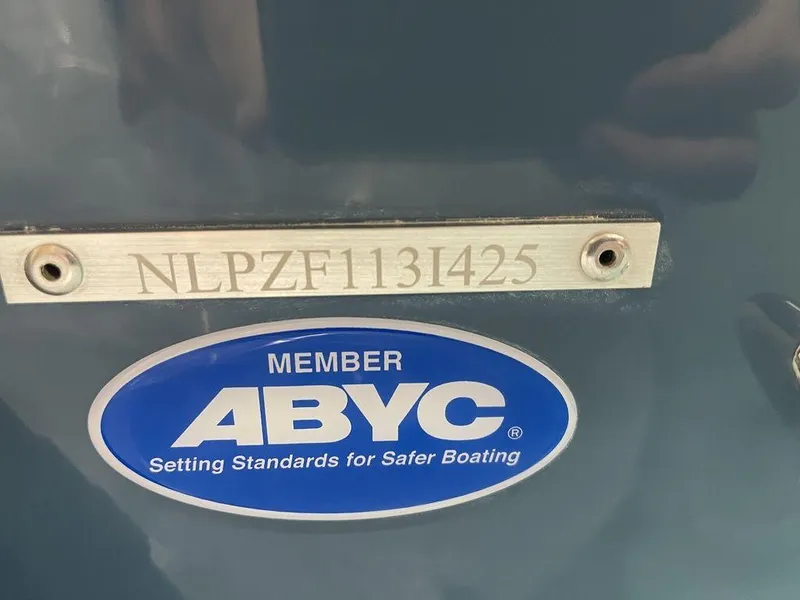 NLPZF113I425
MEMBER
ABYC®
Setting Standards for Safer Boating